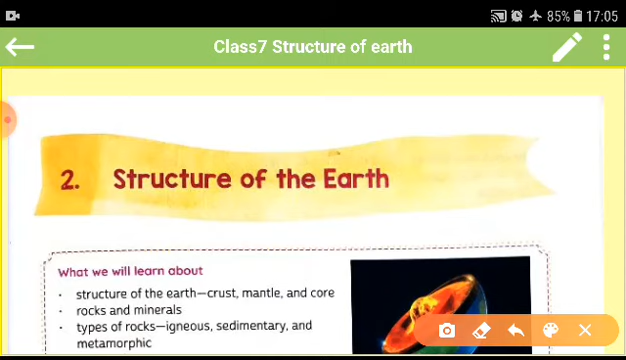 85% 17:05
Class7 Structure of earth
2. Structure of the Earth
What we will learn about
· structure of the earth—crust, mantle, and core
· rocks and minerals
· types of rocks—igneous, sedimentary, and
metamorphic